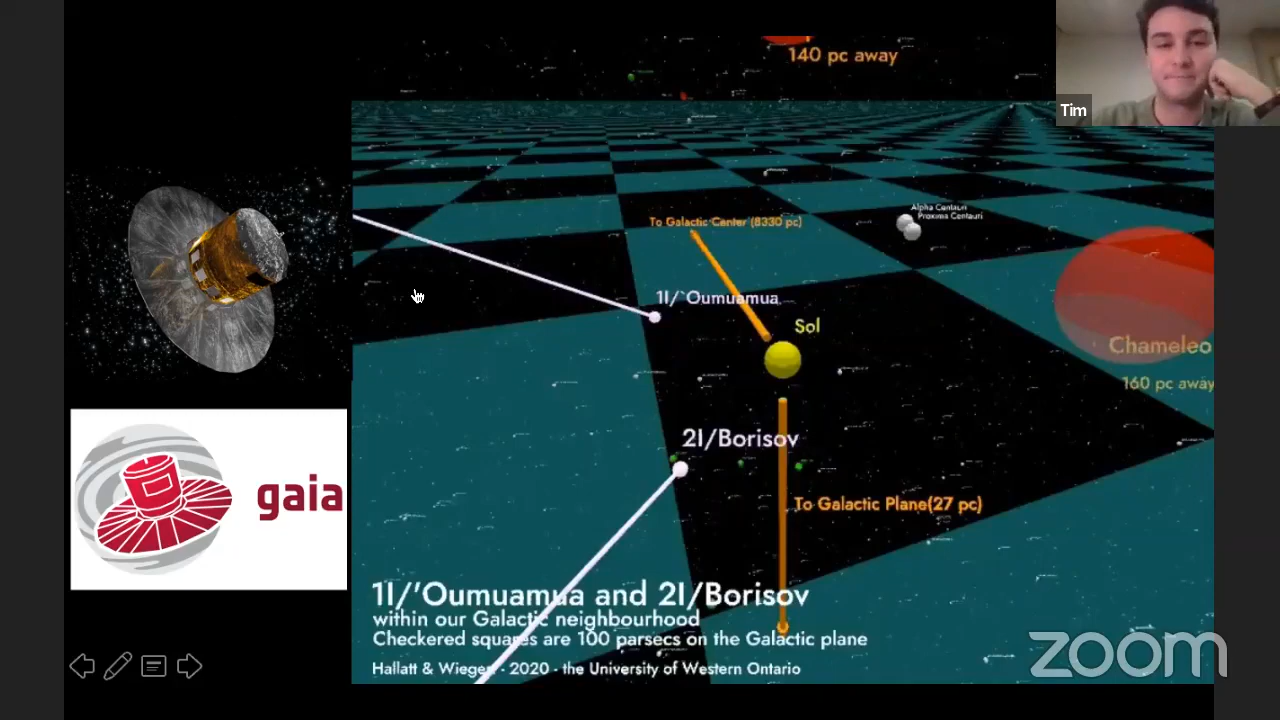 140 pc away
Tim
To Galactic Center (8330 pc)
Alpha Centauri
Proxima Centauri
1I/`Oumuamua
Sol
Chameleo
160 pc away
2I/Borisov
To Galactic Plane(27 pc)
gaia
1I/'Oumuamua and 2I/Borisov
within our Galactic neighbourhood
Checkered squares are 100 parsecs on the Galactic plane
Hallatt & Wiegert - 2020 - the University of Western Ontario
zoom